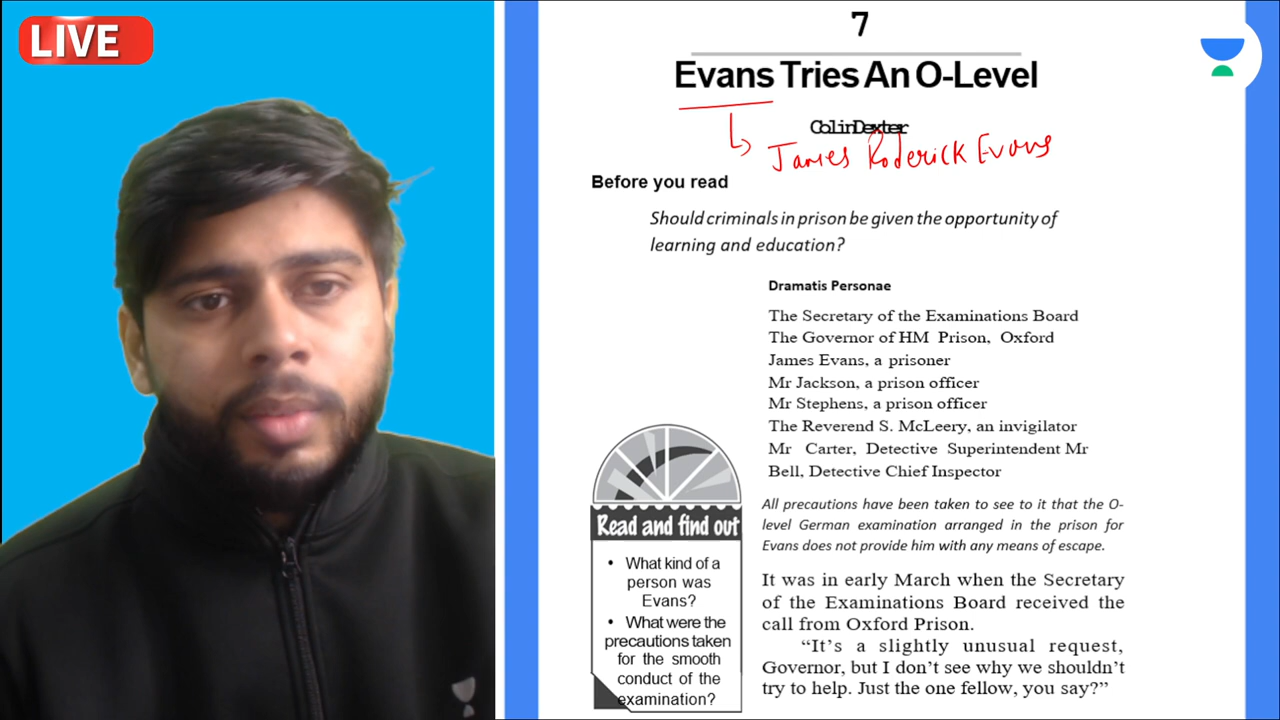 LIVE
7
Evans Tries An O-Level
Colin Dexter
James Roderick Evans
Before you read
Should criminals in prison be given the opportunity of
learning and education?
Dramatis Personae
The Secretary of the Examinations Board
The Governor of HM Prison, Oxford
James Evans, a prisoner
Mr Jackson, a prison officer
Mr Stephens, a prison officer
The Reverend S. McLeery, an invigilator
Mr Carter, Detective Superintendent Mr
Bell, Detective Chief Inspector
All precautions have been taken to see to it that the O-
level German examination arranged in the prison for
Evans does not provide him with any means of escape.
Read and find out
• What kind of a
person was
Evans?
• What were the
precautions taken
for the smooth
conduct of the
examination?
It was in early March when the Secretary
of the Examinations Board received the
call from Oxford Prison.
“It’s a slightly unusual request,
Governor, but I don’t see why we shouldn’t
try to help. Just the one fellow, you say?”